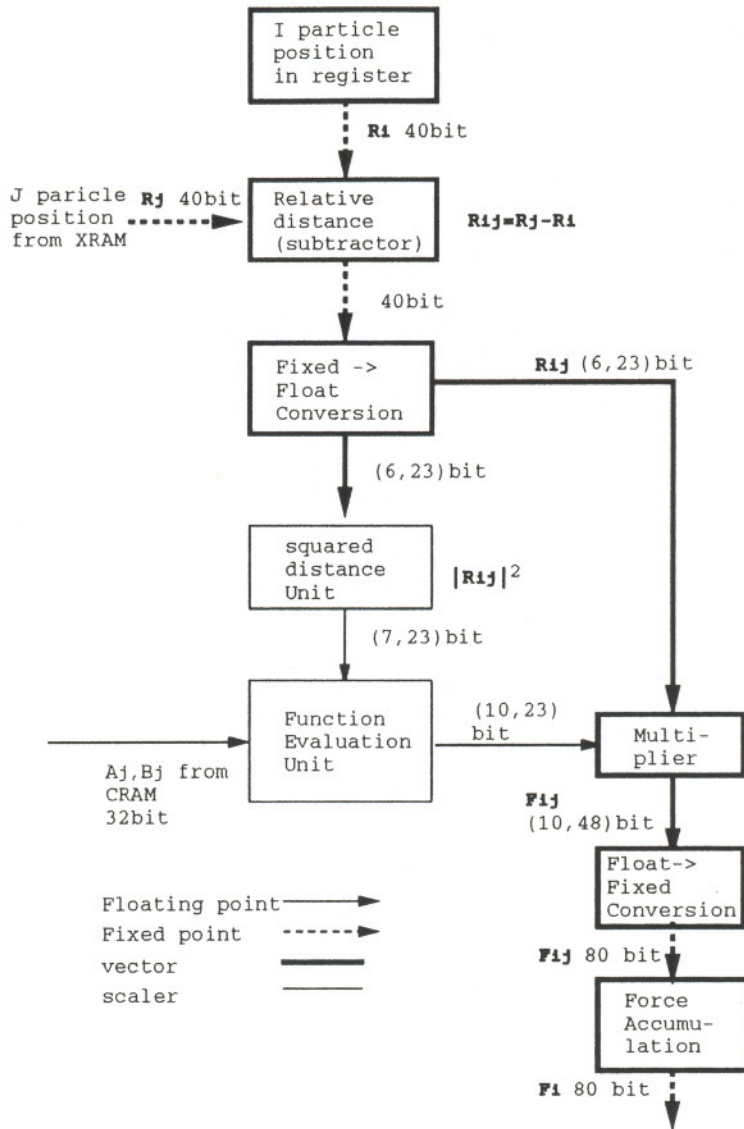 I particle
position
in register
Ri 40bit
J paricle
position
from XRAM
Rj 40bit
Relative
distance
(subtractor)
Rij=Rj-Ri
40bit
Fixed ->
Float
Conversion
Rij (6,23)bit
(6,23)bit
squared
distance
Unit
|Rij|²
(7,23)bit
Function
Evaluation
Unit
(10,23)
bit
Multi-
plier
Aj,Bj from
CRAM
32bit
Fij
(10,48)bit
Float->
Fixed
Conversion
Floating point
Fixed point
vector
scaler
Fij 80 bit
Force
Accumu-
lation
Fi 80 bit